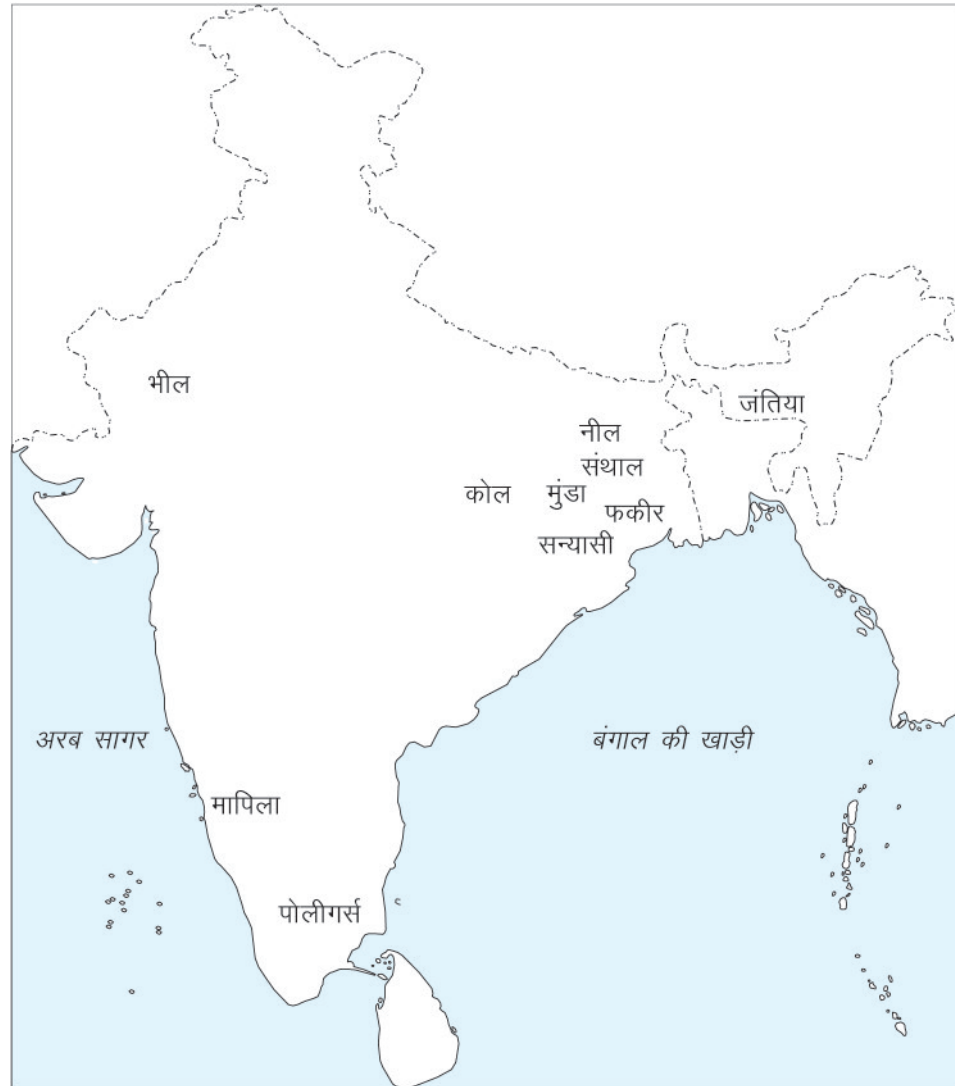 भील
जंतिया
नील
संथाल
कोल
मुंडा
फकीर
सन्यासी
अरब सागर
बंगाल की खाड़ी
मापिला
पोलीगर्स